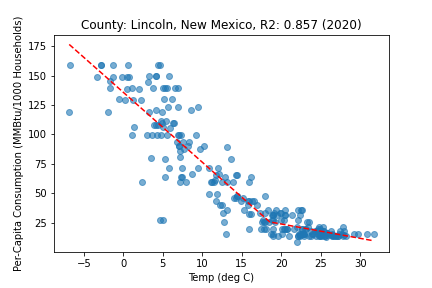 County: Lincoln, New Mexico, R2: 0.857 (2020)
Per-Capita Consumption (MMBtu/1000 Households)
175
150
125
100
75
50
25
−5 0 5 10 15 20 25 30
Temp (deg C)